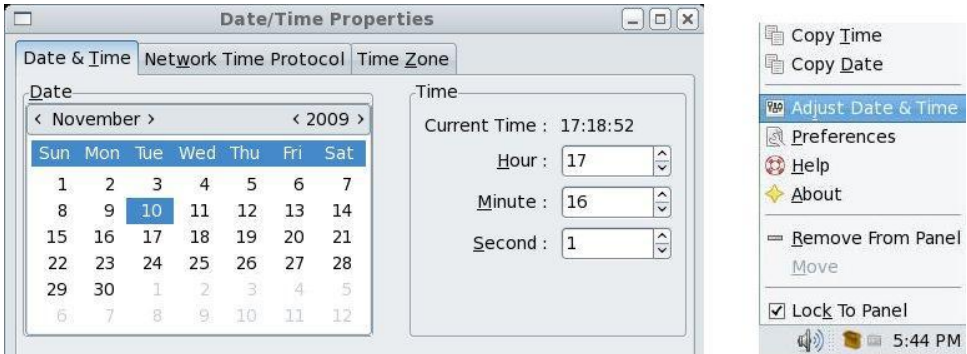 Date/Time Properties
Date & Time Network Time Protocol Time Zone
Date
< November > < 2009 >
Sun Mon Tue Wed Thu Fri Sat
1 2 3 4 5 6 7
8 9 10 11 12 13 14
15 16 17 18 19 20 21
22 23 24 25 26 27 28
29 30 1 2 3 4 5
6 7 8 9 10 11 12
Time
Current Time : 17:18:52
Hour : 17
Minute : 16
Second : 1
Copy Time
Copy Date
Adjust Date & Time
Preferences
Help
About
Remove From Panel
Move
Lock To Panel
5:44 PM